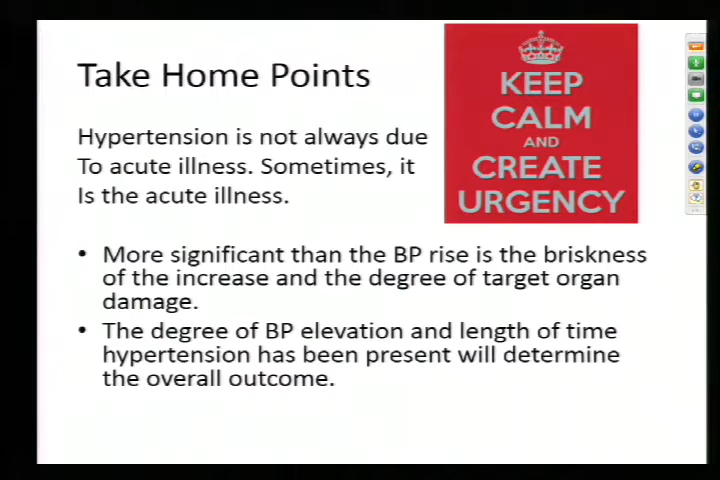 Take Home Points
KEEP
CALM
AND
CREATE
URGENCY
Hypertension is not always due
To acute illness. Sometimes, it
Is the acute illness.
• More significant than the BP rise is the briskness
of the increase and the degree of target organ
damage.
• The degree of BP elevation and length of time
hypertension has been present will determine
the overall outcome.